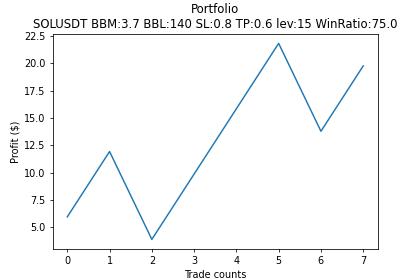 Portfolio
SOLUSDT BBM:3.7 BBL:140 SL:0.8 TP:0.6 lev:15 WinRatio:75.0
22.5
20.0
17.5
15.0
12.5
10.0
7.5
5.0
Profit ($)
0 1 2 3 4 5 6 7
Trade counts